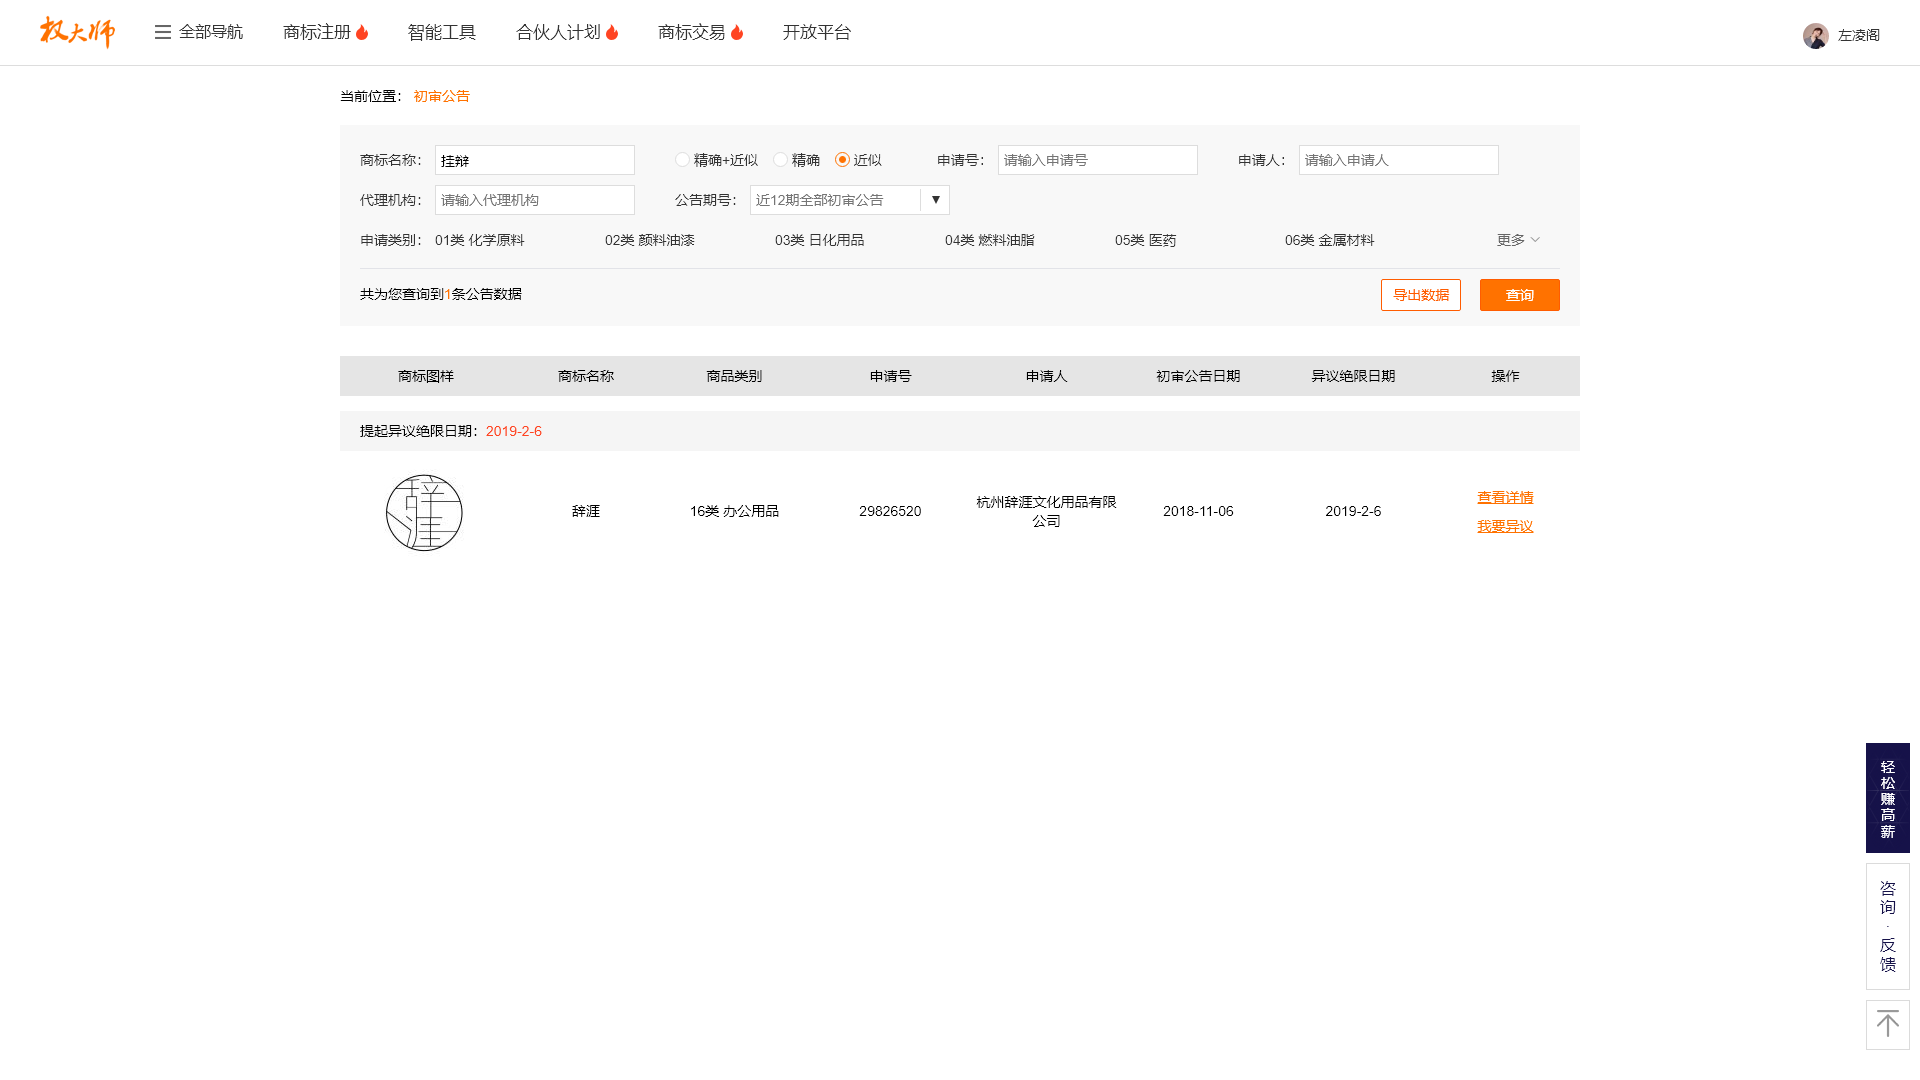 权大师 全部导航 商标注册 智能工具 合伙人计划 商标交易 开放平台 左凌阁
当前位置： 初审公告
商标名称： 挂辩 精确+近似 精确 近似 申请号： 请输入申请号 申请人： 请输入申请人
代理机构： 请输入代理机构 公告期号： 近12期全部初审公告 ▼
申请类别： 01类 化学原料 02类 颜料油漆 03类 日化用品 04类 燃料油脂 05类 医药 06类 金属材料 更多
共为您查询到1条公告数据 导出数据 查询
商标图样 商标名称 商品类别 申请号 申请人 初审公告日期 异议绝限日期 操作
提起异议绝限日期：2019-2-6
辞涯 辞涯 16类 办公用品 29826520 杭州辞涯文化用品有限公司 2018-11-06 2019-2-6 查看详情
我要异议
轻松赚高薪
咨询·反馈